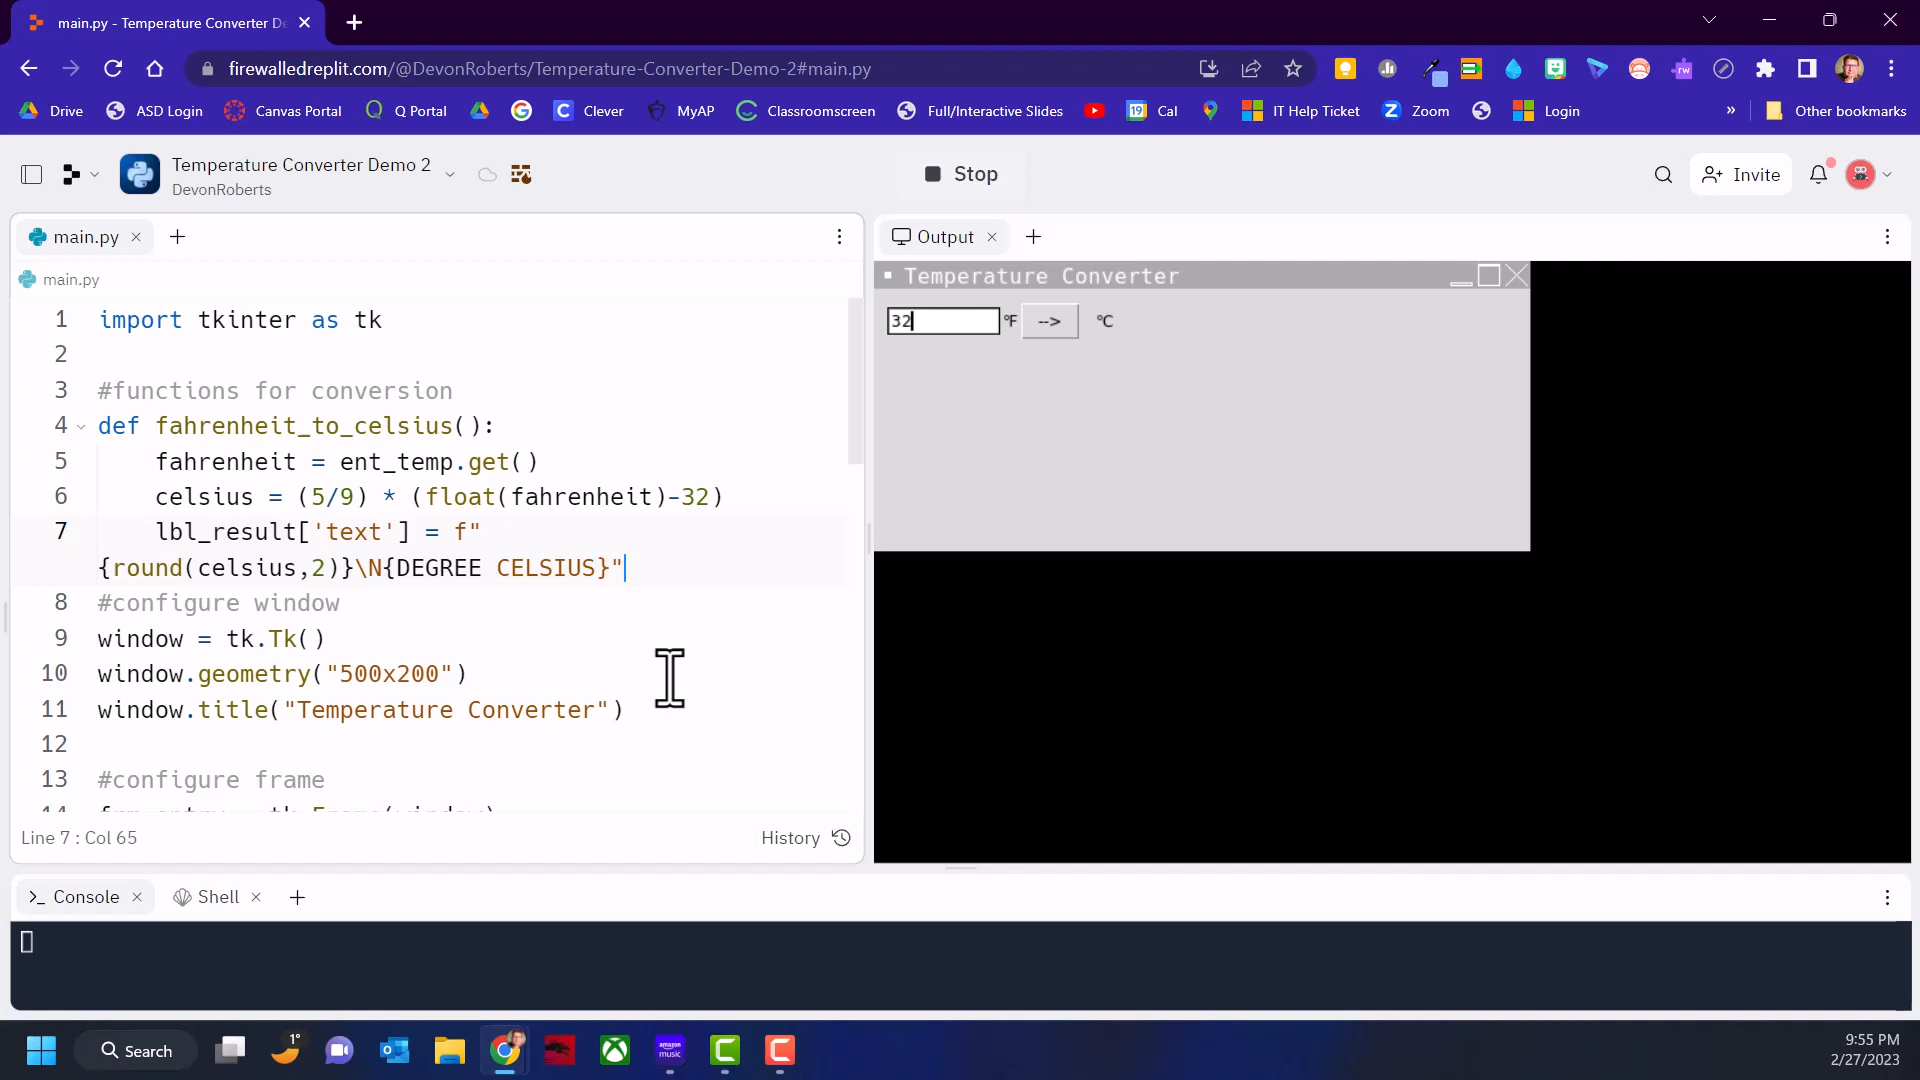 main.py - Temperature Converter De
firewalledreplit.com/@DevonRoberts/Temperature-Converter-Demo-2#main.py
rw
Drive
ASD Login
Canvas Portal
Q Portal
Clever
MyAP
Classroomscreen
Full/Interactive Slides
19
Cal
IT Help Ticket
Zoom
Login
»
Other bookmarks
Temperature Converter Demo 2
DevonRoberts
Stop
Invite
main.py
Output
main.py
Temperature Converter
32
°F
-->
℃
1 import tkinter as tk
2
3 #functions for conversion
4 def fahrenheit_to_celsius():
5 fahrenheit = ent_temp.get()
6 celsius = (5/9) * (float(fahrenheit)-32)
7 lbl_result['text'] = f"
{round(celsius,2)}\N{DEGREE CELSIUS}"
8 #configure window
9 window = tk.Tk()
10 window.geometry("500x200")
11 window.title("Temperature Converter")
12
13 #configure frame
Line 7 : Col 65
History
Console
Shell
Search
1°
amazon music
9:55 PM
2/27/2023